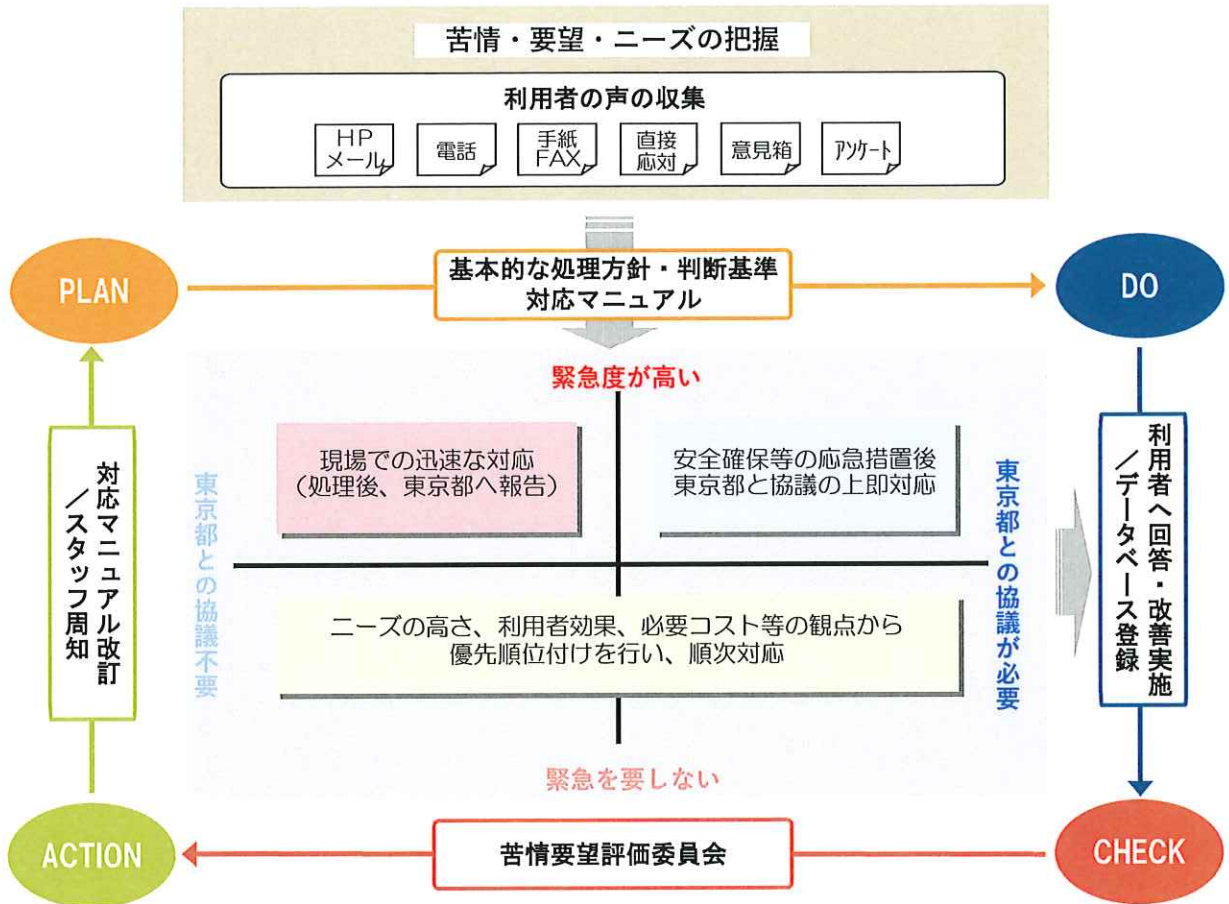 苦情・要望・ニーズの把握
利用者の声の収集
HP
メール
電話
手紙
FAX
直接
応対
意見箱
アンケート
PLAN
基本的な処理方針・判断基準
対応マニュアル
DO
緊急度が高い
現場での迅速な対応
（処理後、東京都へ報告）
安全確保等の応急措置後
東京都と協議の上即対応
東京都との協議不要
東京都との協議が必要
ニーズの高さ、利用者効果、必要コスト等の観点から
優先順位付けを行い、順次対応
緊急を要しない
利用者へ回答・改善実施
／データベース登録
CHECK
苦情要望評価委員会
ACTION
対応マニュアル改訂
／スタッフ周知